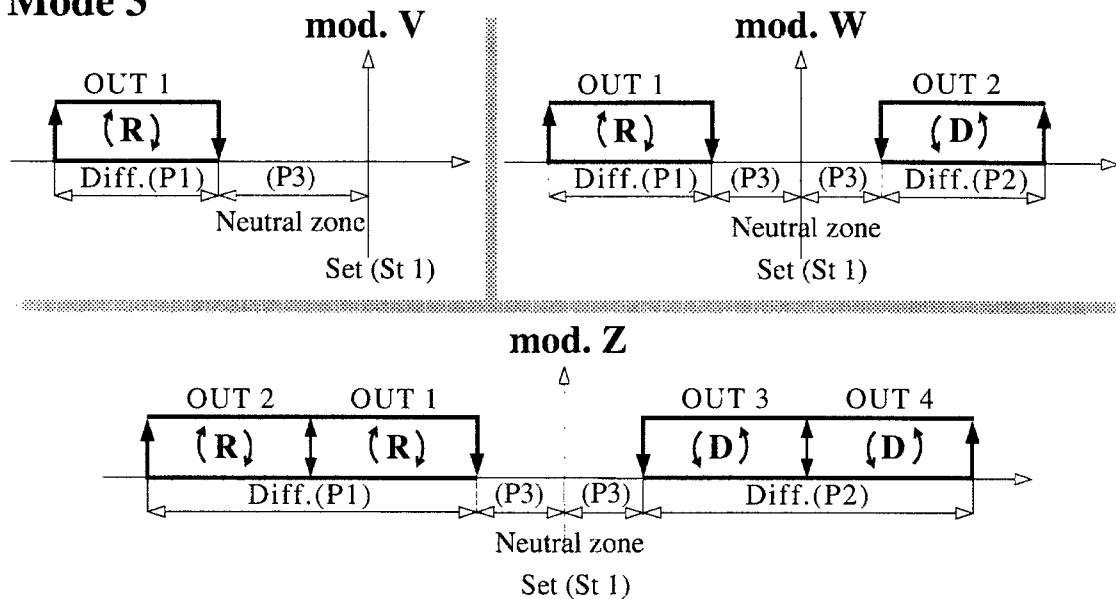 Mode 3
mod. V
OUT 1
(R)
Diff.(P1)
(P3)
Neutral zone
Set (St 1)
mod. W
OUT 1
OUT 2
(R)
(D)
Diff.(P1)
(P3)
(P3)
Diff.(P2)
Neutral zone
Set (St 1)
mod. Z
OUT 2
OUT 1
OUT 3
OUT 4
(R)
(R)
(D)
(D)
Diff.(P1)
(P3)
(P3)
Diff.(P2)
Neutral zone
Set (St 1)